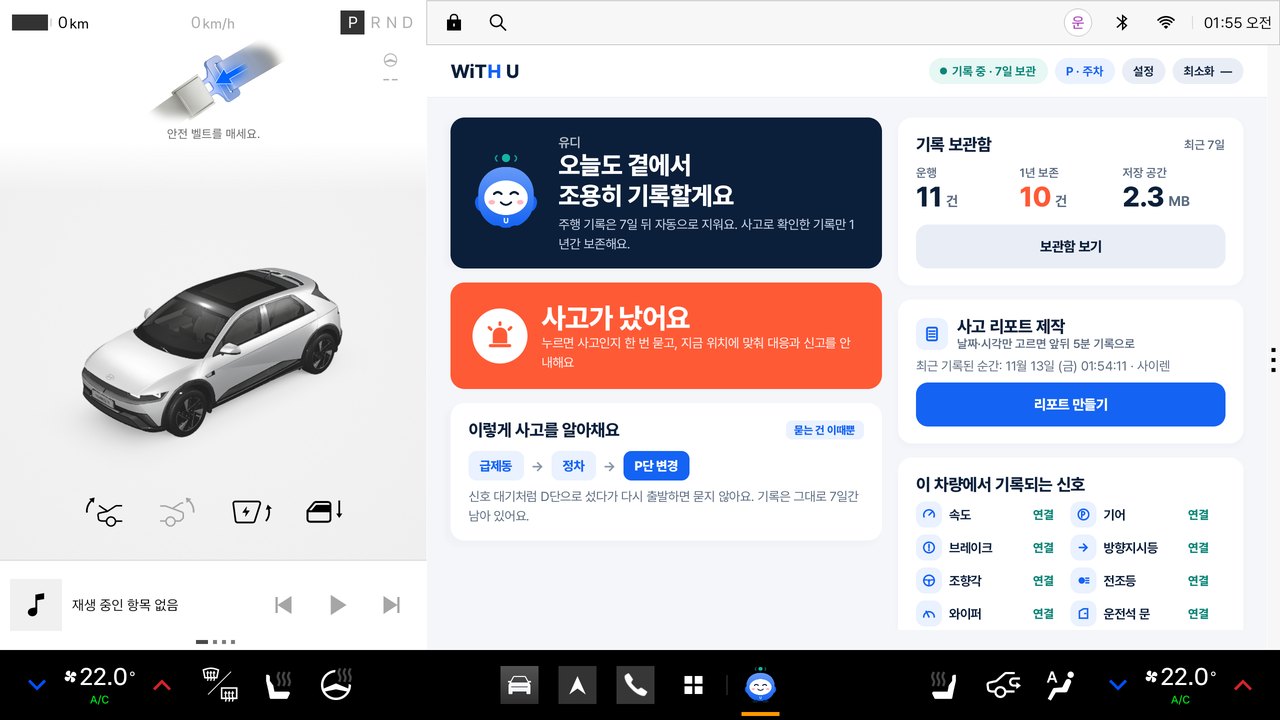 0km
0km/h
P R N D
안전 벨트를 매세요.
재생 중인 항목 없음
운
01:55 오전
WiTH U
기록 중 · 7일 보관
P · 주차
설정
최소화 —
유디
오늘도 곁에서
조용히 기록할게요
주행 기록은 7일 뒤 자동으로 지워요. 사고로 확인한 기록만 1
년간 보존해요.
U
사고가 났어요
누르면 사고인지 한 번 묻고, 지금 위치에 맞춰 대응과 신고를 안
내해요
이렇게 사고를 알아채요
묻는 건 이때뿐
급제동 → 정차 → P단 변경
신호 대기처럼 D단으로 섰다가 다시 출발하면 묻지 않아요. 기록은 그대로 7일간
남아 있어요.
기록 보관함
최근 7일
운행 1년 보존 저장 공간
11 건 10 건 2.3 MB
보관함 보기
사고 리포트 제작
날짜·시각만 고르면 앞뒤 5분 기록으로
최근 기록된 순간: 11월 13일 (금) 01:54:11 · 사이렌
리포트 만들기
이 차량에서 기록되는 신호
속도 연결 기어 연결
브레이크 연결 방향지시등 연결
조향각 연결 전조등 연결
와이퍼 연결 운전석 문 연결
22.0°
A/C
A
22.0°
A/C